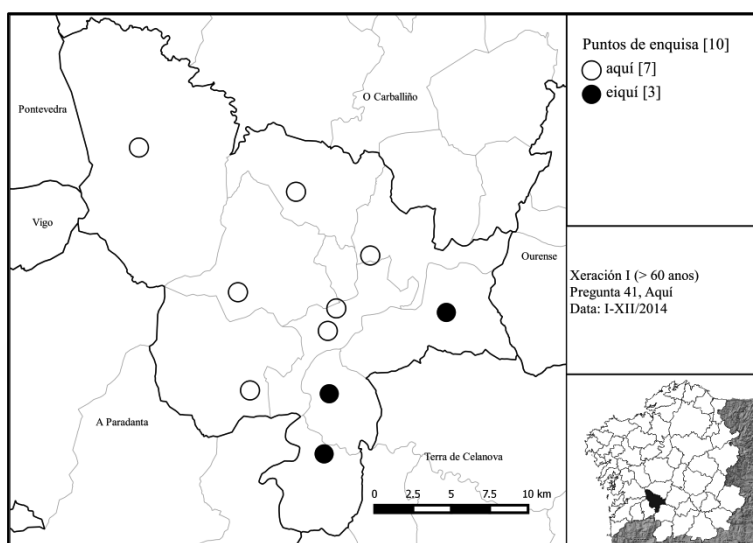 Pontevedra
O Carballiño
Vigo
Ourense
A Paradanta
Terra de Celanova
0 2,5 5 7,5 10 km
Puntos de enquisa [10]
aquí [7]
eiquí [3]
Xeración I (> 60 anos)
Pregunta 41, Aquí
Data: I-XII/2014